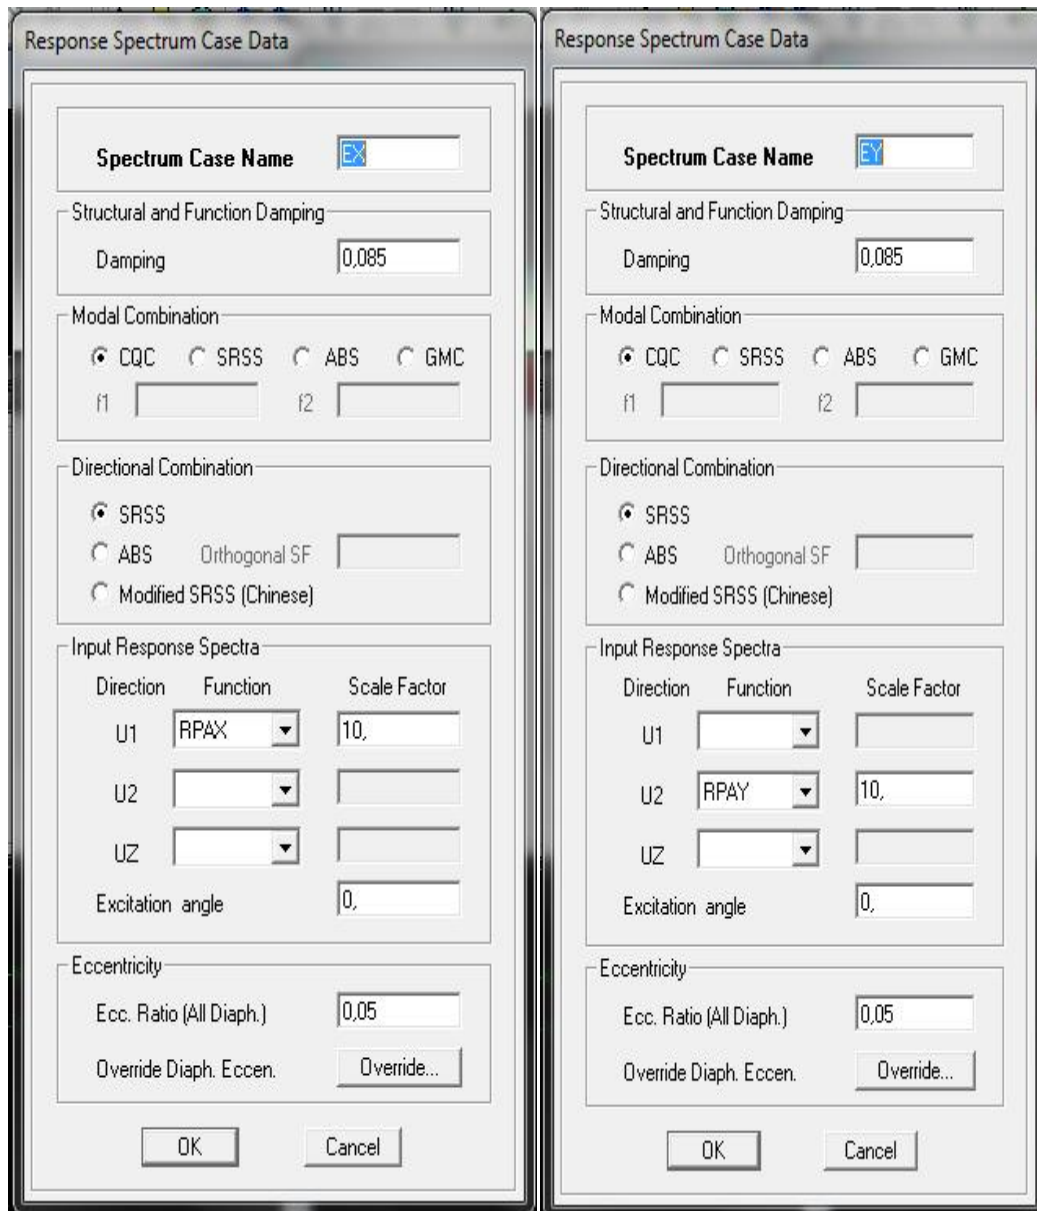 Response Spectrum Case Data
Spectrum Case Name EX
Structural and Function Damping
Damping 0,085
Modal Combination
CQC SRSS ABS GMC
f1 f2
Directional Combination
SRSS
ABS Orthogonal SF
Modified SRSS (Chinese)
Input Response Spectra
Direction Function Scale Factor
U1 RPAX 10,
U2
UZ
Excitation angle 0,
Eccentricity
Ecc. Ratio (All Diaph.) 0,05
Override Diaph. Eccen. Override...
OK Cancel
Response Spectrum Case Data
Spectrum Case Name EY
Structural and Function Damping
Damping 0,085
Modal Combination
CQC SRSS ABS GMC
f1 f2
Directional Combination
SRSS
ABS Orthogonal SF
Modified SRSS (Chinese)
Input Response Spectra
Direction Function Scale Factor
U1
U2 RPAY 10,
UZ
Excitation angle 0,
Eccentricity
Ecc. Ratio (All Diaph.) 0,05
Override Diaph. Eccen. Override...
OK Cancel